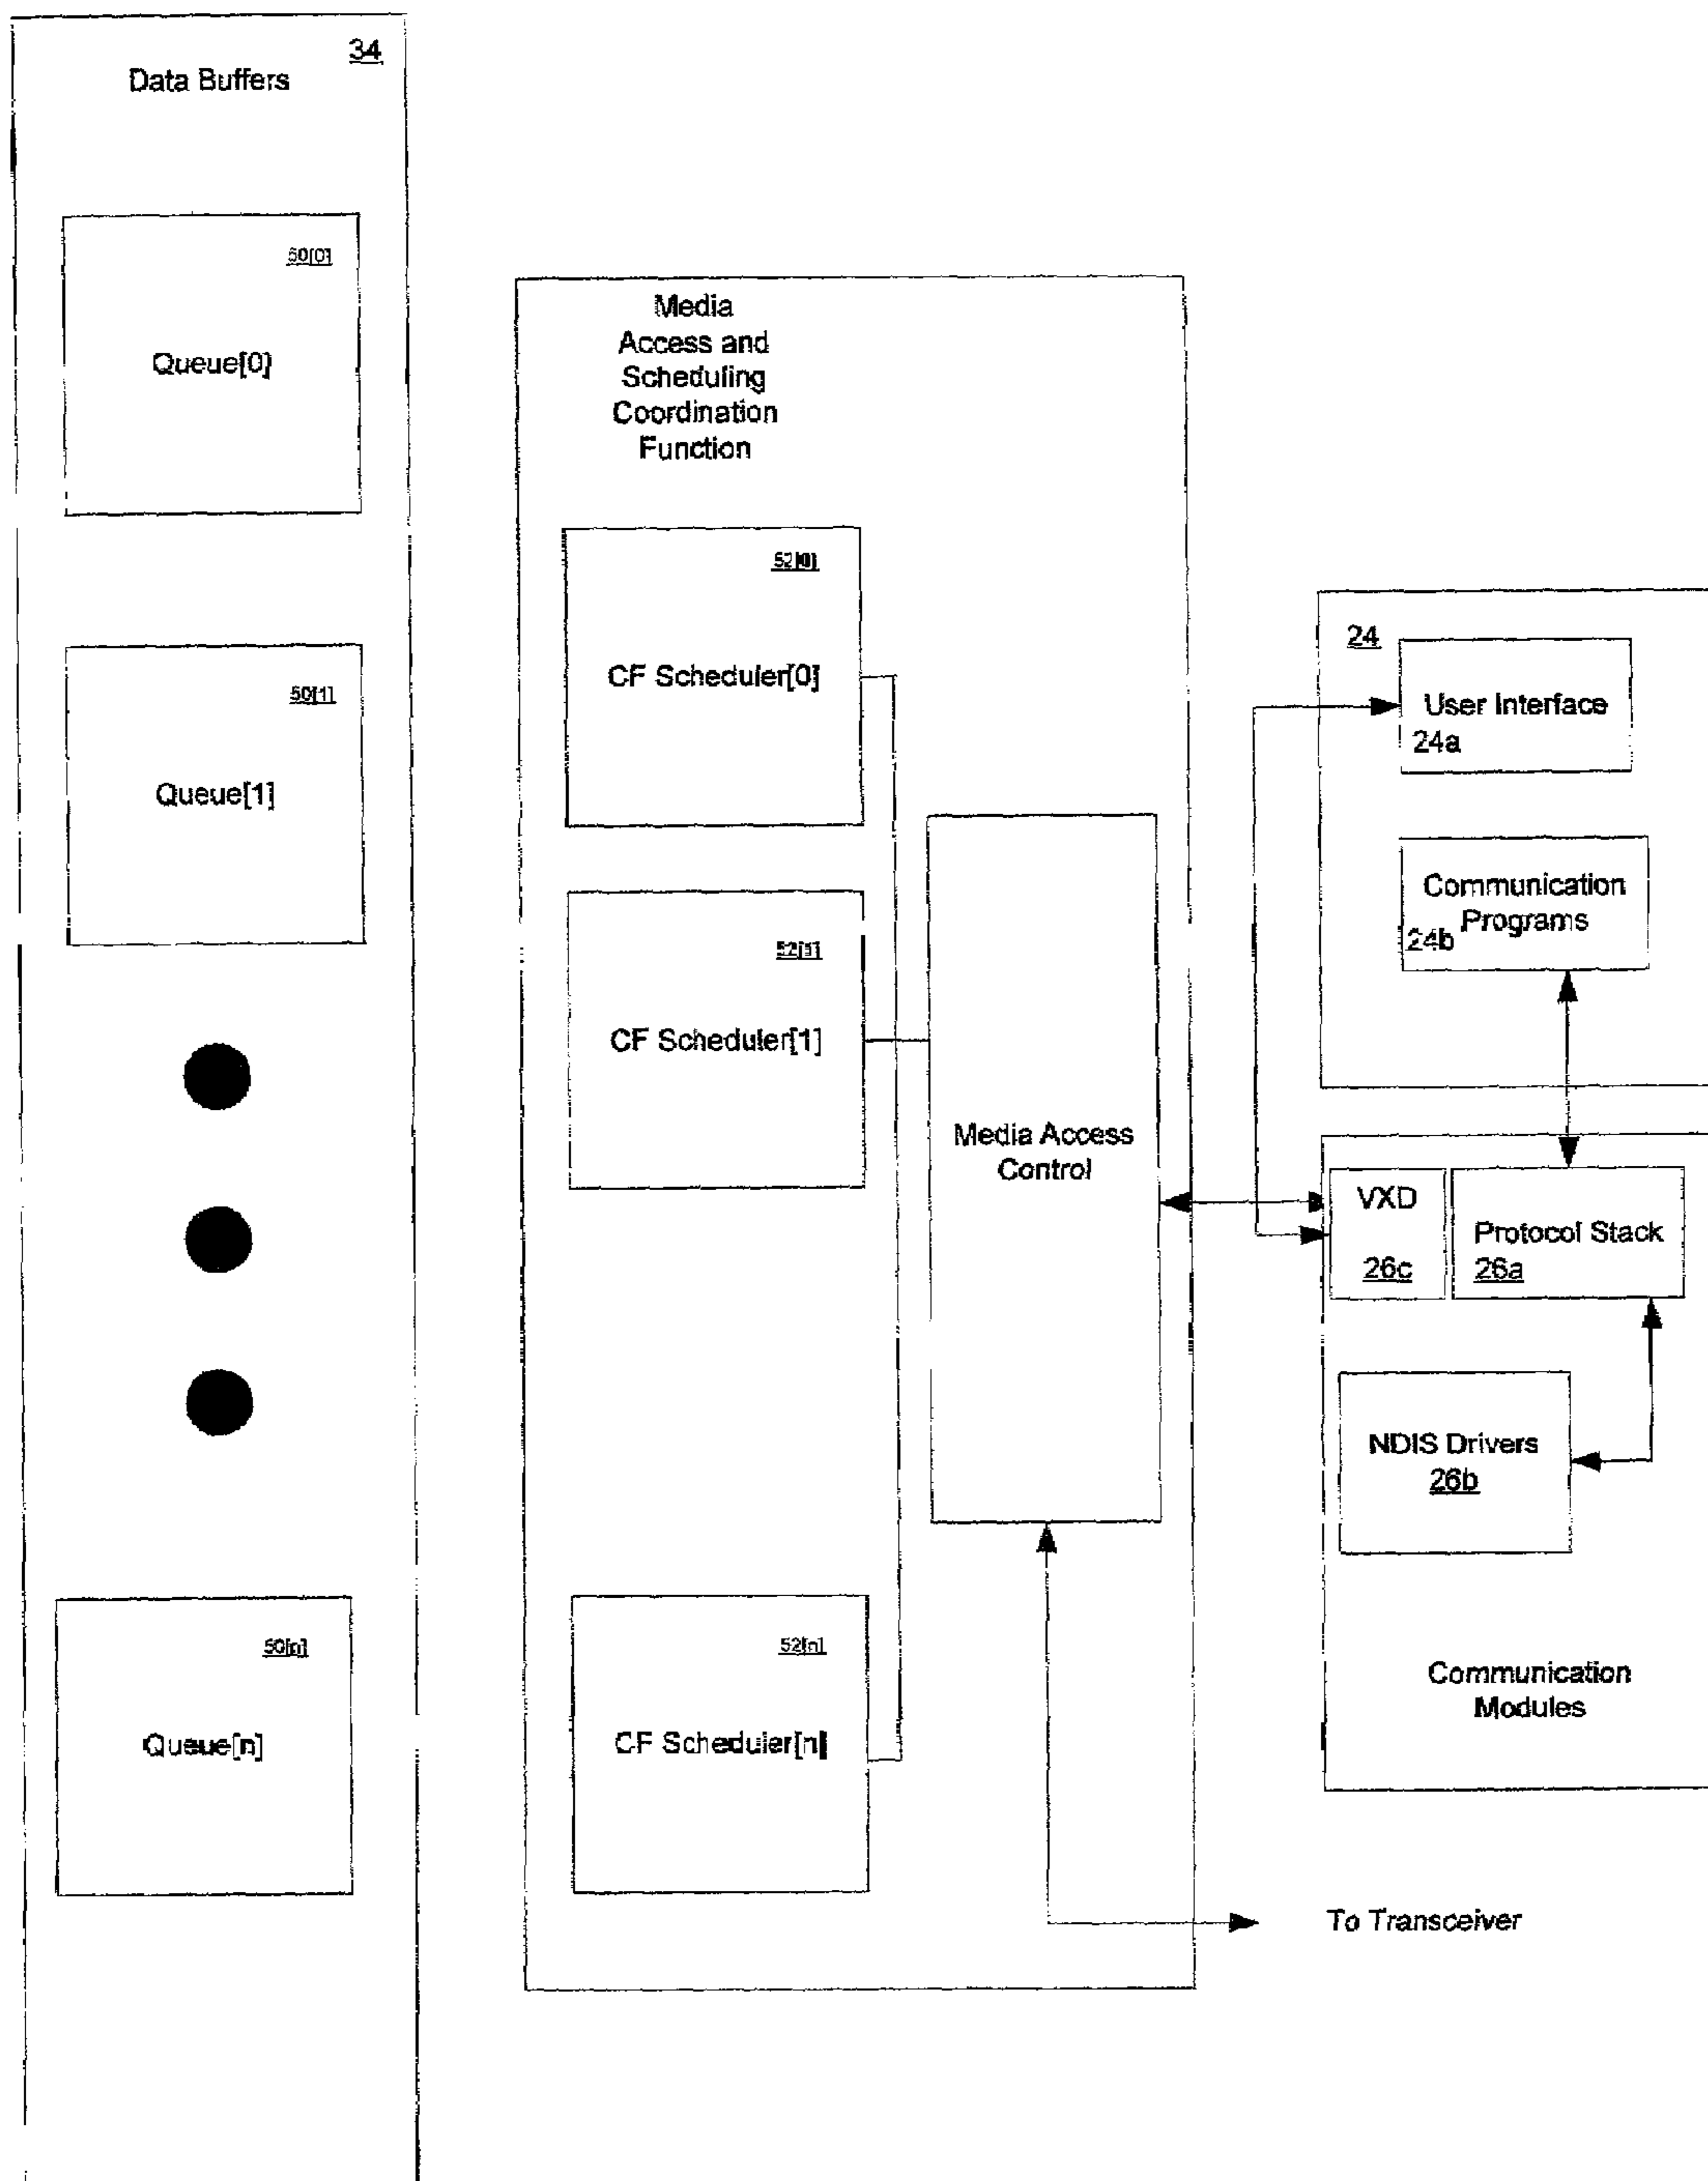 34
Data Buffers
50[0]
Queue[0]
50[1]
Queue[1]
50[n]
Queue[n]
Media
Access and
Scheduling
Coordination
Function
52[0]
CF Scheduler[0]
52[1]
CF Scheduler[1]
Media Access
Control
52[n]
CF Scheduler[n]
To Transceiver
24
User Interface
24a
Communication
Programs
24b
VXD
26c
Protocol Stack
26a
NDIS Drivers
26b
Communication
Modules